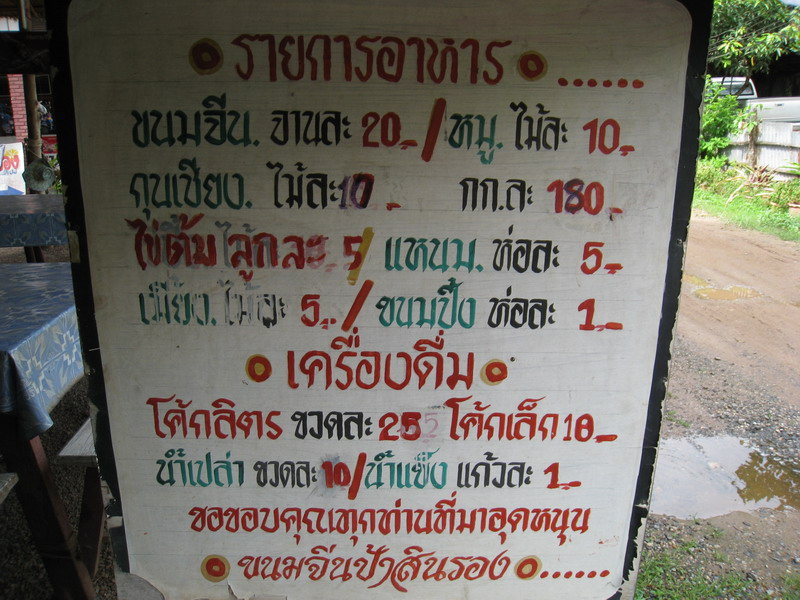 รายการอาหาร ......
ขนมจีน. จานละ 20.-/หมู. ไม้ละ 10.-
กุนเชียง. ไม้ละ 10.- กก.ละ 180.-
ไข่ต้ม ลูกละ 5/แหนม. ห่อละ 5.-
เมี่ยง. ไม้ละ 5.-/ขนมปัง ห่อละ 1.-
เครื่องดื่ม
โค้กลิตร ขวดละ 25 โค้กเล็ก 10.-
น้ำเปล่า ขวดละ 10/น้ำแข็ง แก้วละ 1.-
ขอขอบคุณทุกท่านที่มาอุดหนุน
ขนมจีนป้าสินรอง ......